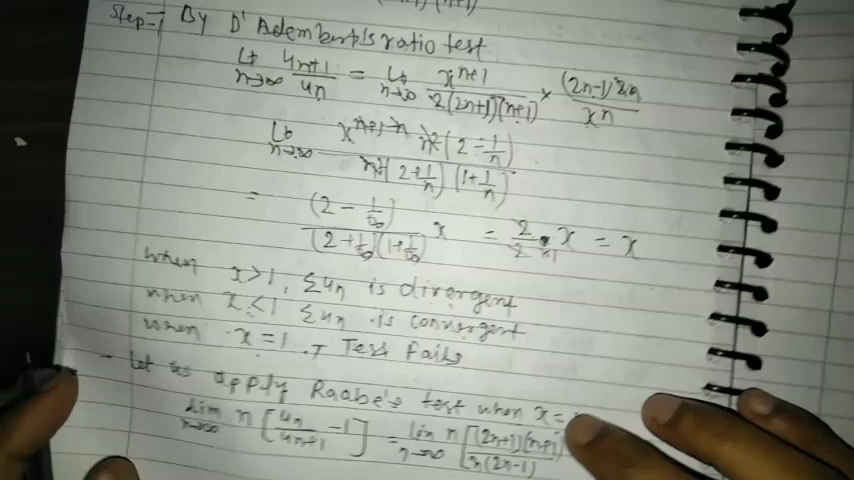 Step-I By D' Adembert's ratio test
Lt n→∞ un+1/un = Lt n→∞ x^n+1/2(2n+1)(n+1) × (2n-1)2n/x^n
Lt n→∞ x^n+1-n n²(2-1/n)/n²(2+1/n)(1+1/n)
= (2-1/∞)/(2+1/∞)(1+1/∞) x = 2/2×1 . x = x
when x>1, Σun is divergent
when x<1 Σun is convergent
when x=1 . T Test fails
- Let us apply Raabe's test when x=
lim n→∞ n[un/un+1 -1] = lim n→∞ n[(2n+1)(n+1)/n(2n-1)